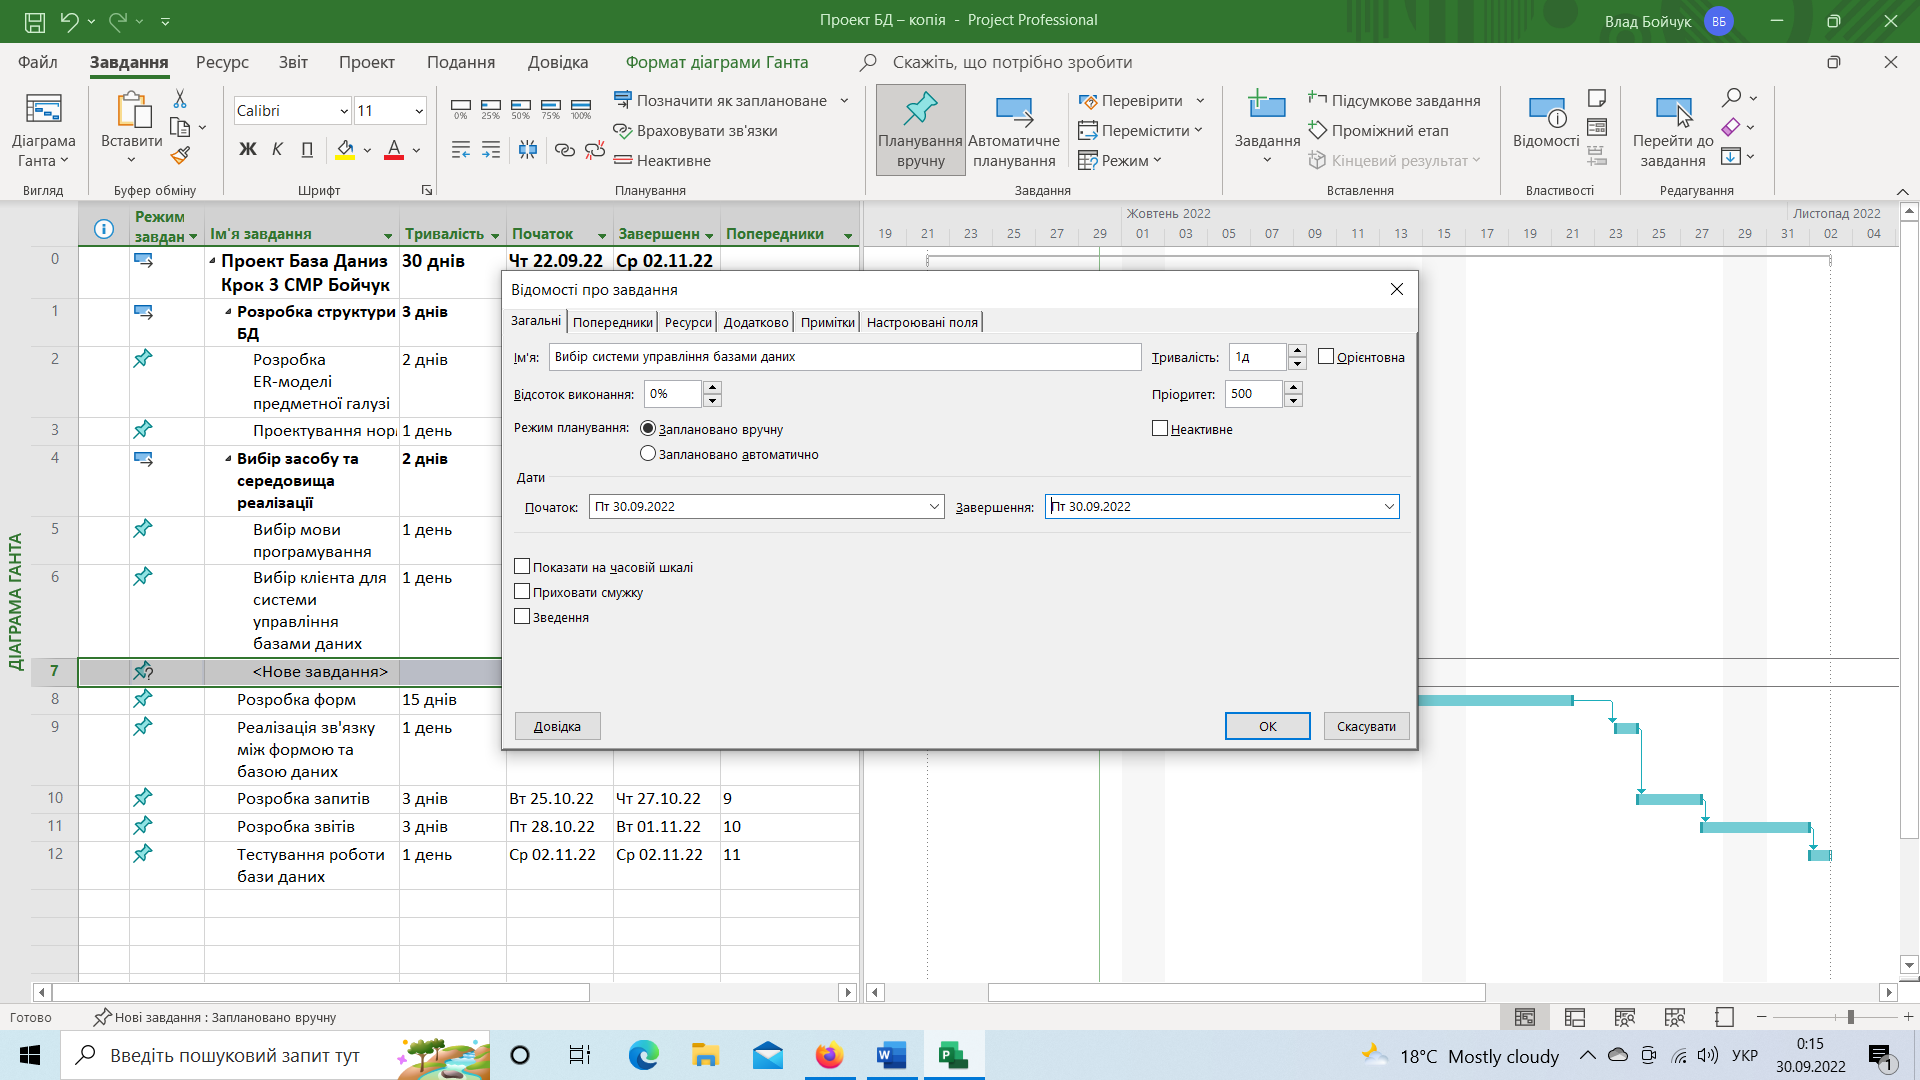 Проект БД – копія - Project Professional
Влад Бойчук ВБ
Файл Завдання Ресурс Звіт Проект Подання Довідка Формат діаграми Ганта Скажіть, що потрібно зробити
Діаграма Ганта
Вигляд
Вставити
Буфер обміну
Calibri 11
Ж К П А
Шрифт
0% 25% 50% 75% 100%
Позначити як заплановане
Враховувати зв'язки
Неактивне
Планування
Планування вручну
Автоматичне планування
Перевірити
Перемістити
Режим
Завдання
Завдання
Підсумкове завдання
Проміжний етап
Кінцевий результат
Вставлення
Відомості
Властивості
Перейти до завдання
Редагування
Режим завдан Ім'я завдання Тривалість Початок Завершенн Попередники
Жовтень 2022 Листопад 2022
19 21 23 25 27 29 01 03 05 07 09 11 13 15 17 19 21 23 25 27 29 31 02 04
ДІАГРАМА ГАНТА
0 Проект База Даниз Крок 3 СМР Бойчук 30 днів Чт 22.09.22 Ср 02.11.22
1 Розробка структури БД 3 днів
2 Розробка ER-моделі предметної галузі 2 днів
3 Проектування нор 1 день
4 Вибір засобу та середовища реалізації 2 днів
5 Вибір мови програмування 1 день
6 Вибір клієнта для системи управління базами даних 1 день
7 <Нове завдання>
8 Розробка форм 15 днів
9 Реалізація зв'язку між формою та базою даних 1 день
10 Розробка запитів 3 днів Вт 25.10.22 Чт 27.10.22 9
11 Розробка звітів 3 днів Пт 28.10.22 Вт 01.11.22 10
12 Тестування роботи бази даних 1 день Ср 02.11.22 Ср 02.11.22 11
Відомості про завдання
Загальні Попередники Ресурси Додатково Примітки Настроювані поля
Ім'я: Вибір системи управління базами даних Тривалість: 1д Орієнтовна
Відсоток виконання: 0% Пріоритет: 500
Режим планування: Заплановано вручну Неактивне
Заплановано автоматично
Дати
Початок: Пт 30.09.2022 Завершення: Пт 30.09.2022
Показати на часовій шкалі
Приховати смужку
Зведення
Довідка OK Скасувати
Готово Нові завдання : Заплановано вручну
Введіть пошуковий запит тут
18°C Mostly cloudy УКР 0:15
30.09.2022 1